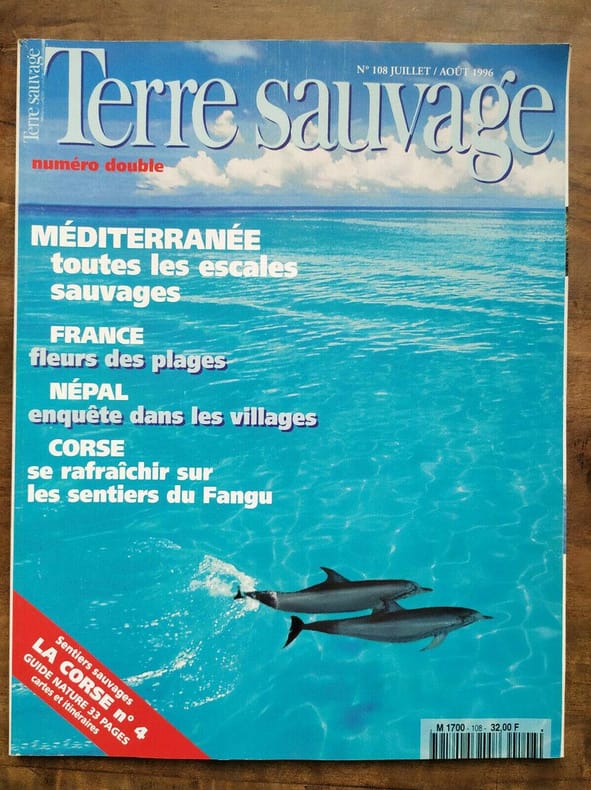 Terre sauvage
N° 108 JUILLET / AOÛT 1996
Terre sauvage
numéro double
MÉDITERRANÉE
toutes les escales
sauvages
FRANCE
fleurs des plages
NÉPAL
enquête dans les villages
CORSE
se rafraîchir sur
les sentiers du Fangu
Sentiers sauvages
LA CORSE n° 4
GUIDE NATURE 33 PAGES
cartes et itinéraires
M 1700 - 108 - 32,00 F